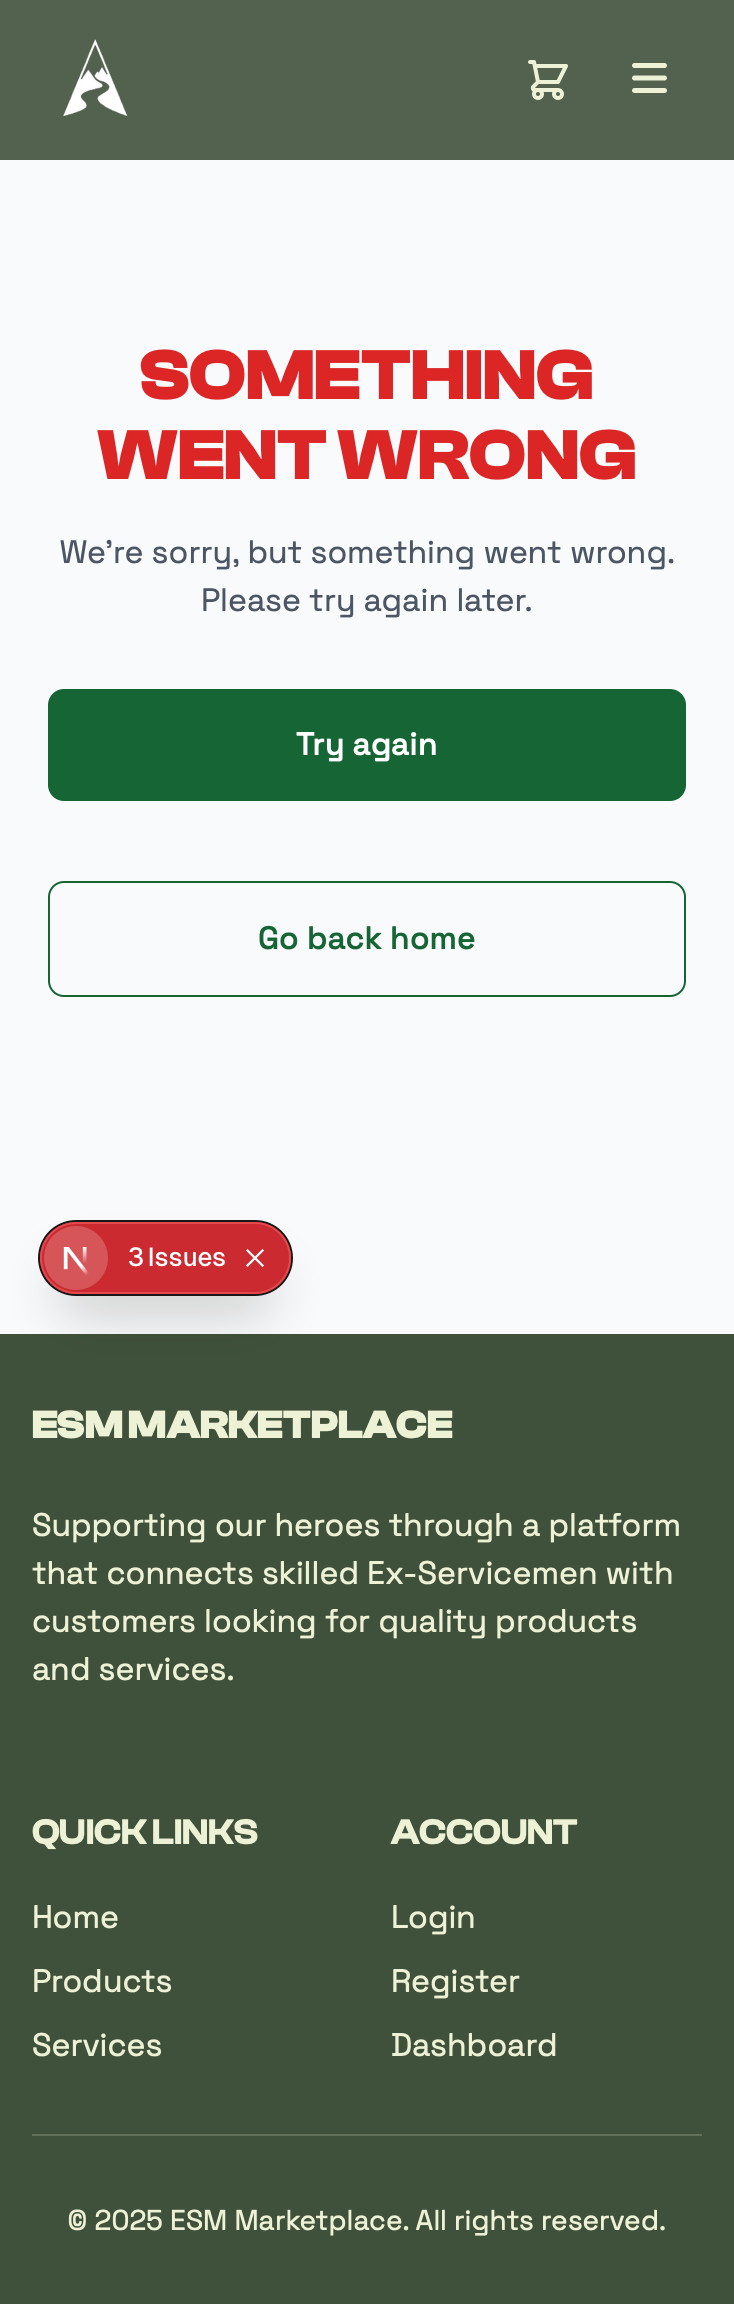 SOMETHING
WENT WRONG
We’re sorry, but something went wrong.
Please try again later.
Try again
Go back home
N 3 Issues
ESM MARKETPLACE
Supporting our heroes through a platform
that connects skilled Ex-Servicemen with
customers looking for quality products
and services.
QUICK LINKS
Home
Products
Services
ACCOUNT
Login
Register
Dashboard
© 2025 ESM Marketplace. All rights reserved.